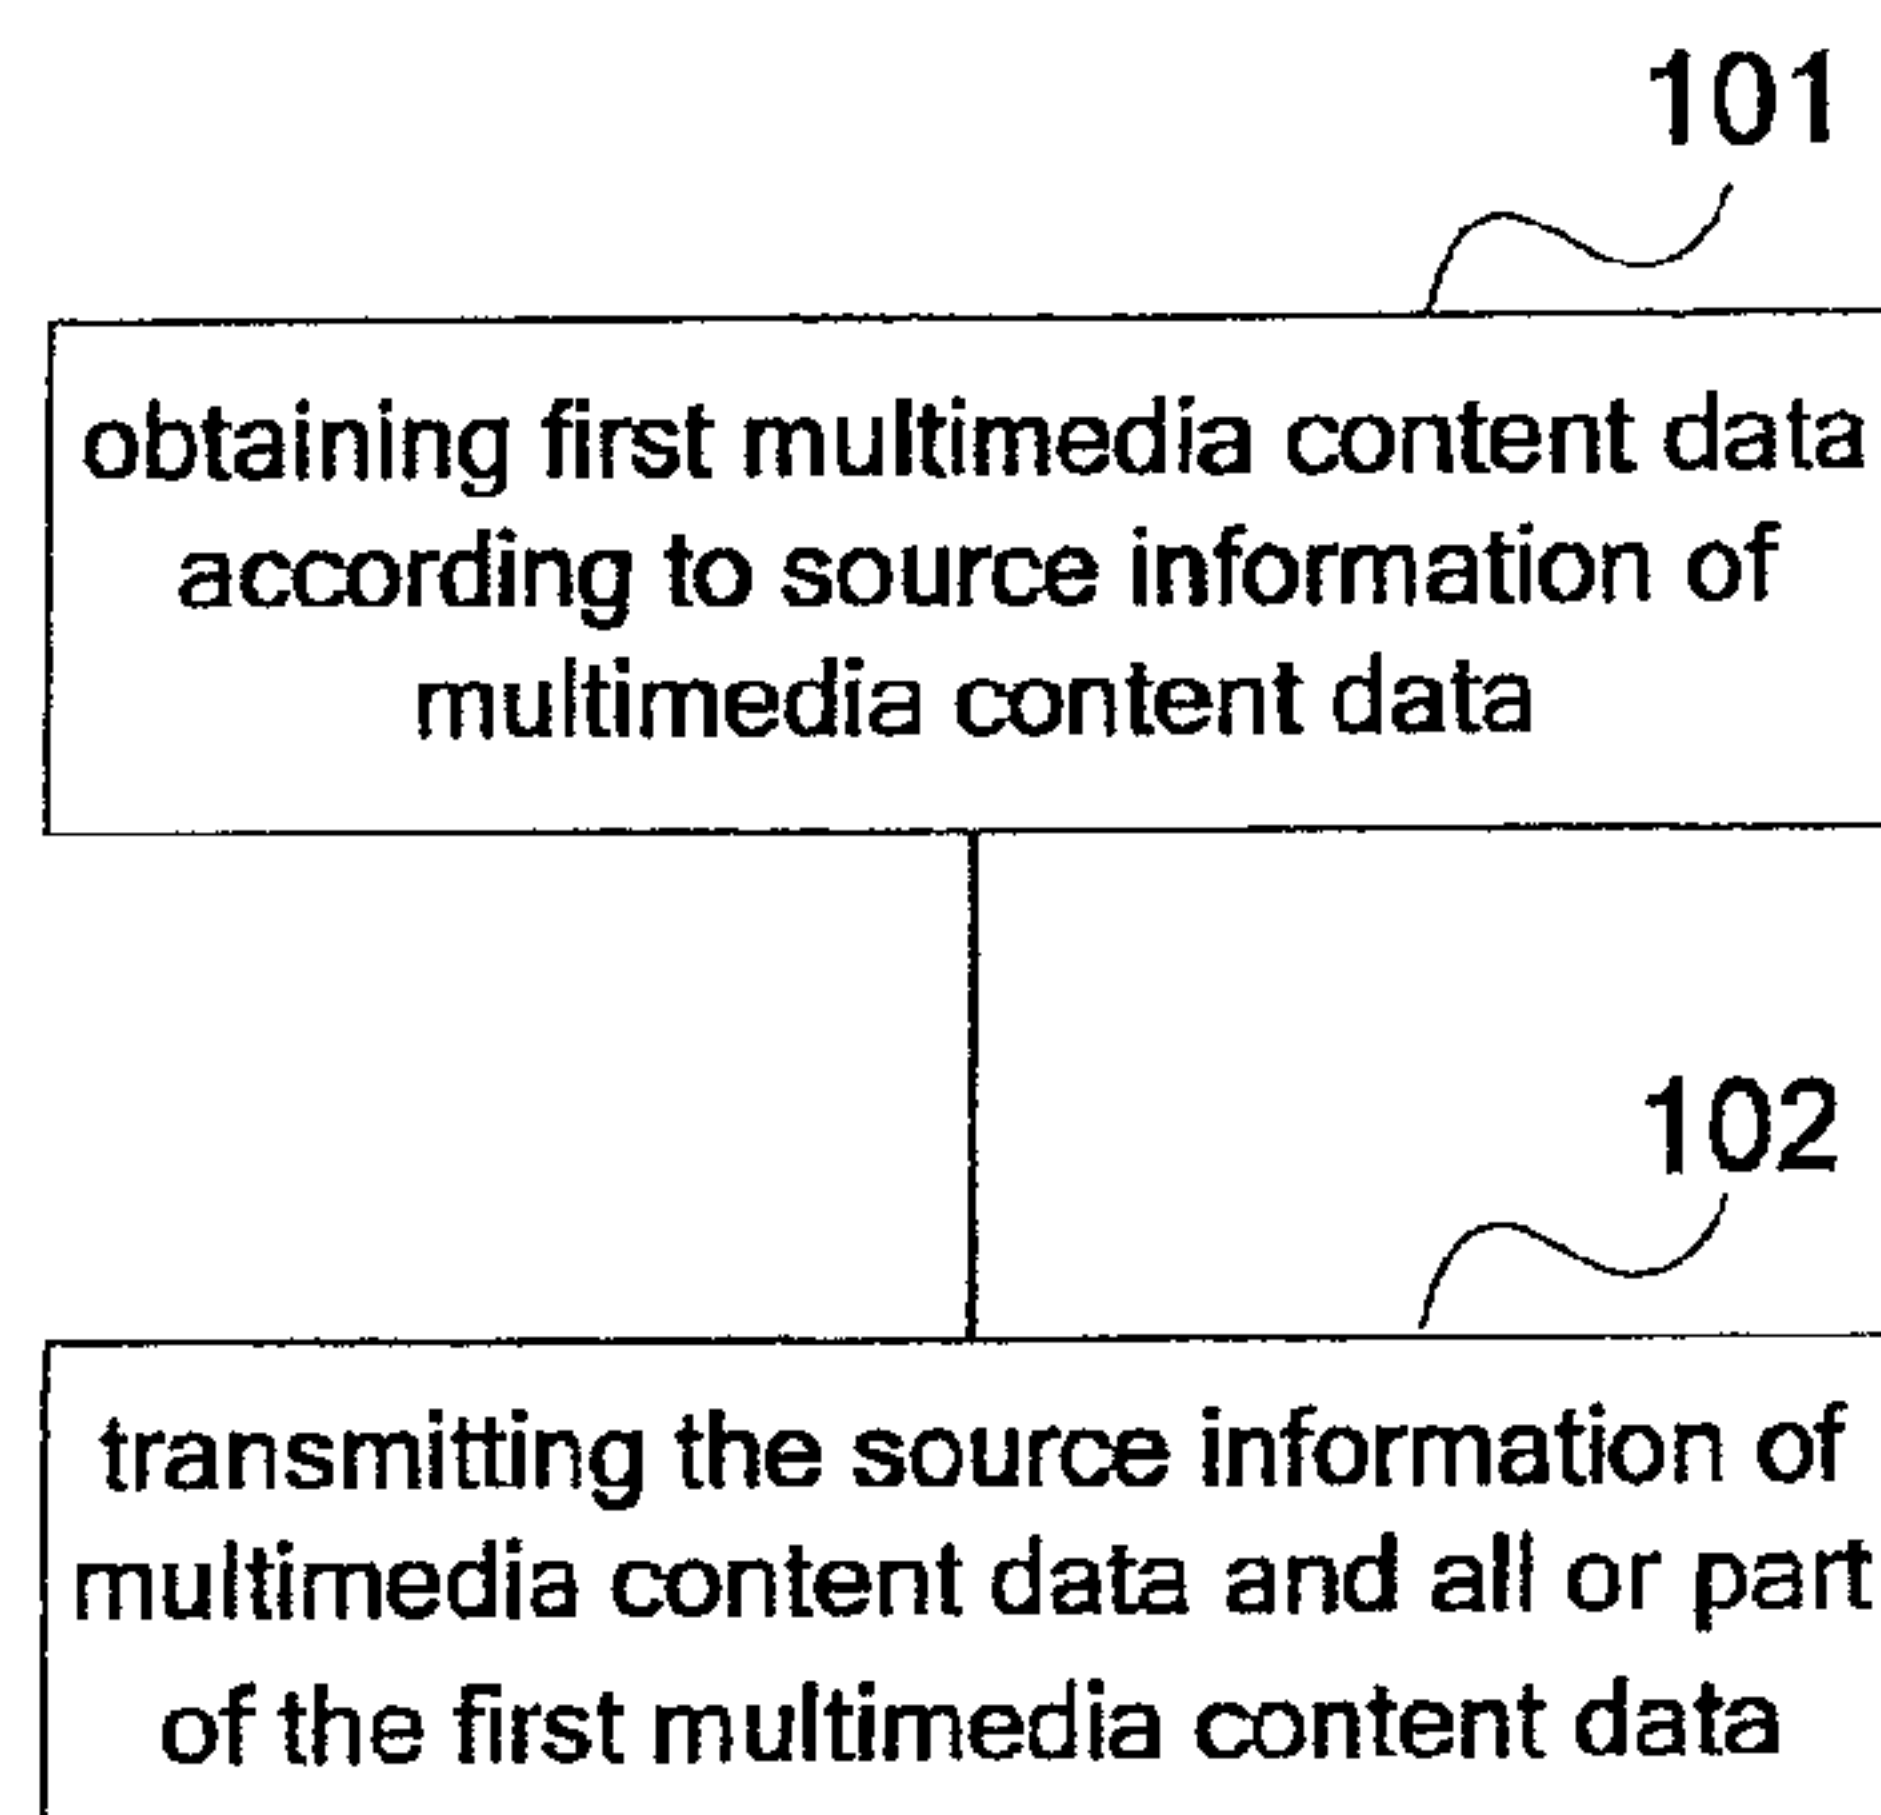 101
obtaining first multimedia content data
according to source information of
multimedia content data
102
transmitting the source information of
multimedia content data and all or part
of the first multimedia content data